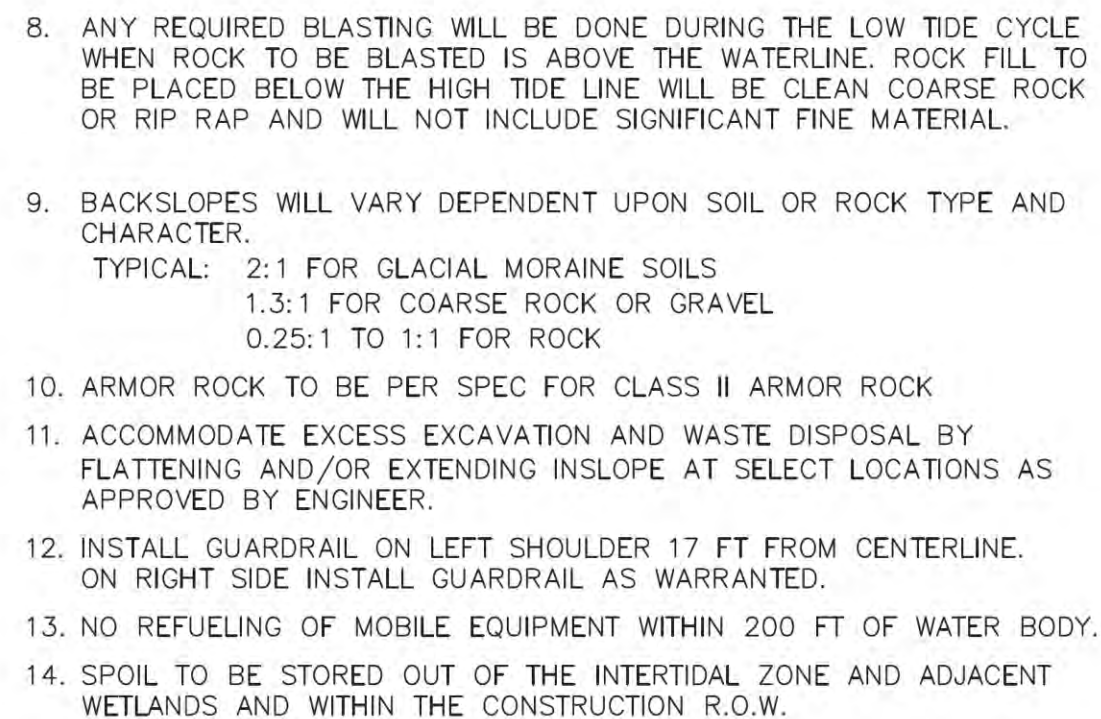 8. ANY REQUIRED BLASTING WILL BE DONE DURING THE LOW TIDE CYCLE
WHEN ROCK TO BE BLASTED IS ABOVE THE WATERLINE. ROCK FILL TO
BE PLACED BELOW THE HIGH TIDE LINE WILL BE CLEAN COARSE ROCK
OR RIP RAP AND WILL NOT INCLUDE SIGNIFICANT FINE MATERIAL.
9. BACKSLOPES WILL VARY DEPENDENT UPON SOIL OR ROCK TYPE AND
CHARACTER.
TYPICAL: 2:1 FOR GLACIAL MORAINE SOILS
1.3:1 FOR COARSE ROCK OR GRAVEL
0.25:1 TO 1:1 FOR ROCK
10. ARMOR ROCK TO BE PER SPEC FOR CLASS II ARMOR ROCK
11. ACCOMMODATE EXCESS EXCAVATION AND WASTE DISPOSAL BY
FLATTENING AND/OR EXTENDING INSLOPE AT SELECT LOCATIONS AS
APPROVED BY ENGINEER.
12. INSTALL GUARDRAIL ON LEFT SHOULDER 17 FT FROM CENTERLINE.
ON RIGHT SIDE INSTALL GUARDRAIL AS WARRANTED.
13. NO REFUELING OF MOBILE EQUIPMENT WITHIN 200 FT OF WATER BODY.
14. SPOIL TO BE STORED OUT OF THE INTERTIDAL ZONE AND ADJACENT
WETLANDS AND WITHIN THE CONSTRUCTION R.O.W.